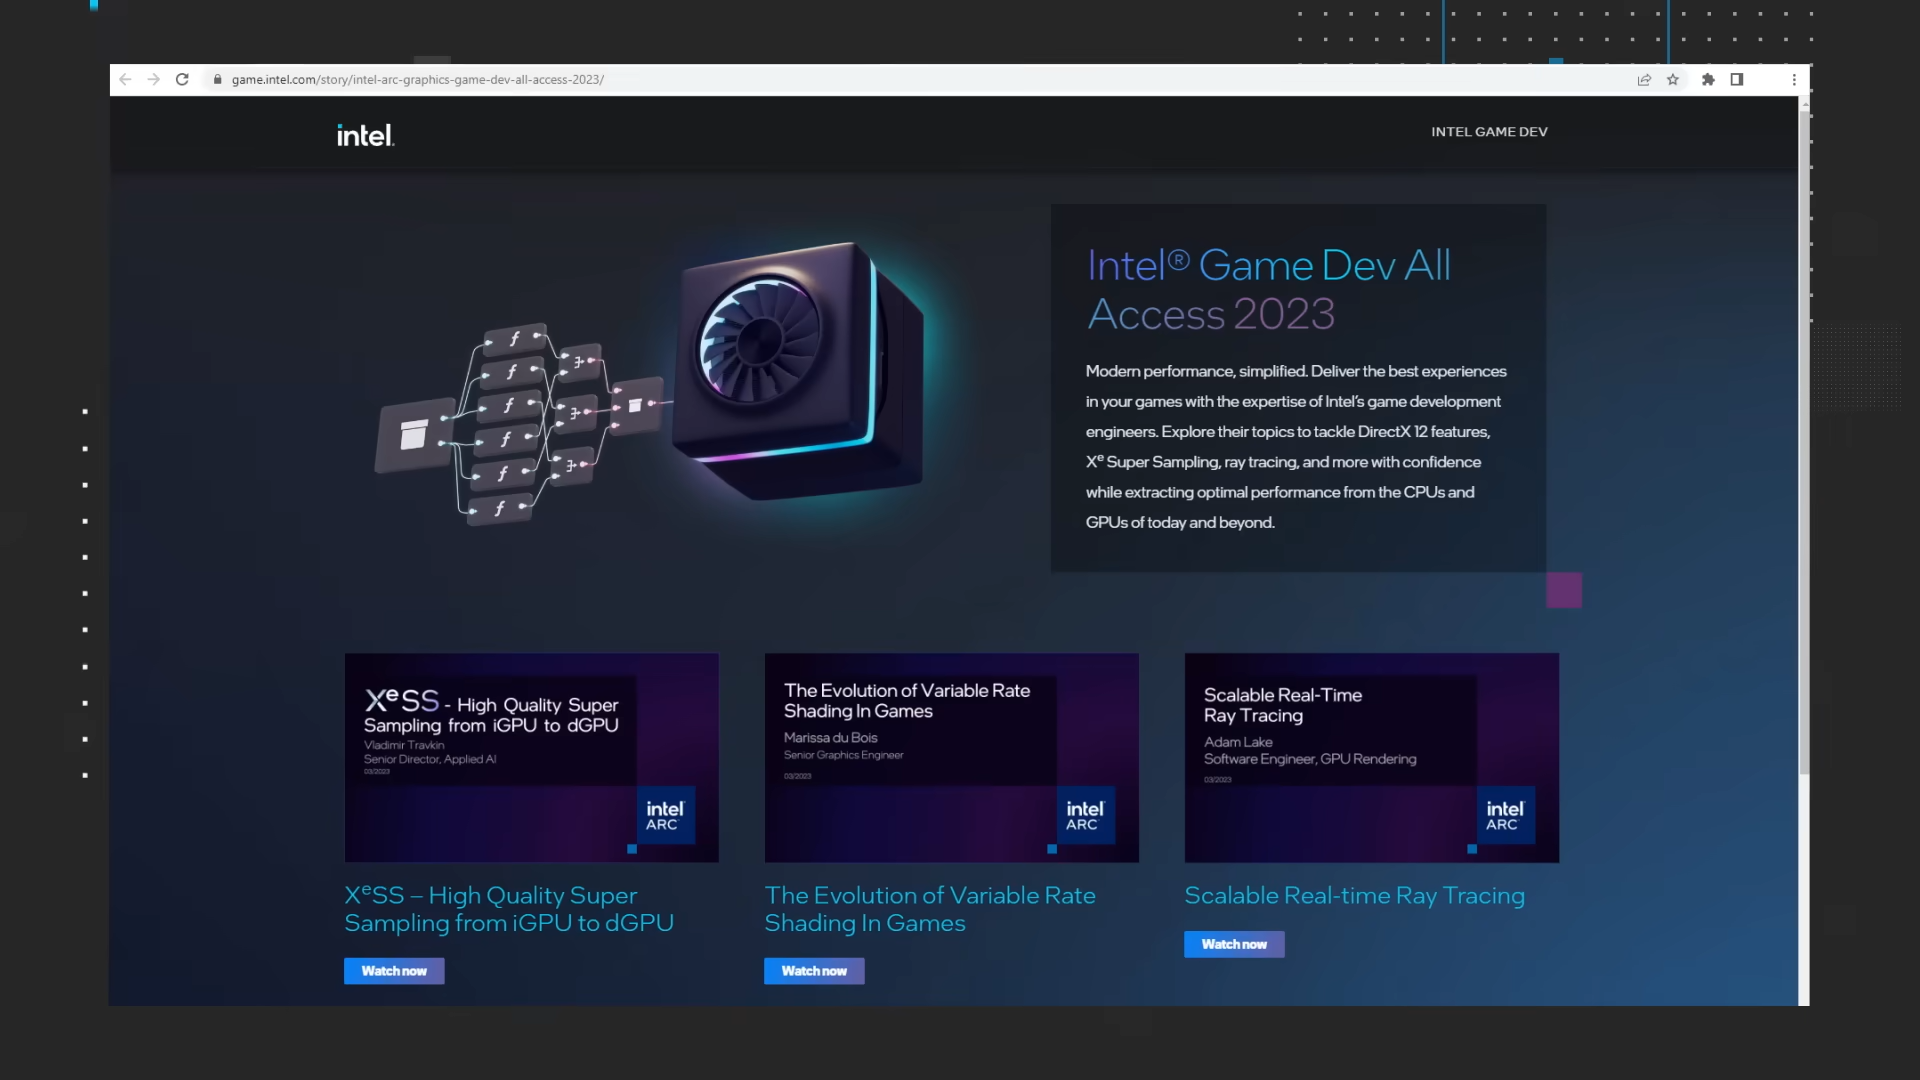 game.intel.com/story/intel-arc-graphics-game-dev-all-access-2023/
intel.
INTEL GAME DEV
Intel® Game Dev All
Access 2023
Modern performance, simplified. Deliver the best experiences
in your games with the expertise of Intel's game development
engineers. Explore their topics to tackle DirectX 12 features,
Xᵉ Super Sampling, ray tracing, and more with confidence
while extracting optimal performance from the CPUs and
GPUs of today and beyond.
f
f
f
f
f
f
XᵉSS - High Quality Super
Sampling from iGPU to dGPU
Vladimir Travkin
Senior Director, Applied AI
03/2023
intel
ARC
The Evolution of Variable Rate
Shading In Games
Marissa du Bois
Senior Graphics Engineer
03/2023
intel
ARC
Scalable Real-Time
Ray Tracing
Adam Lake
Software Engineer, GPU Rendering
03/2023
intel
ARC
XᵉSS – High Quality Super
Sampling from iGPU to dGPU
Watch now
The Evolution of Variable Rate
Shading In Games
Watch now
Scalable Real-time Ray Tracing
Watch now